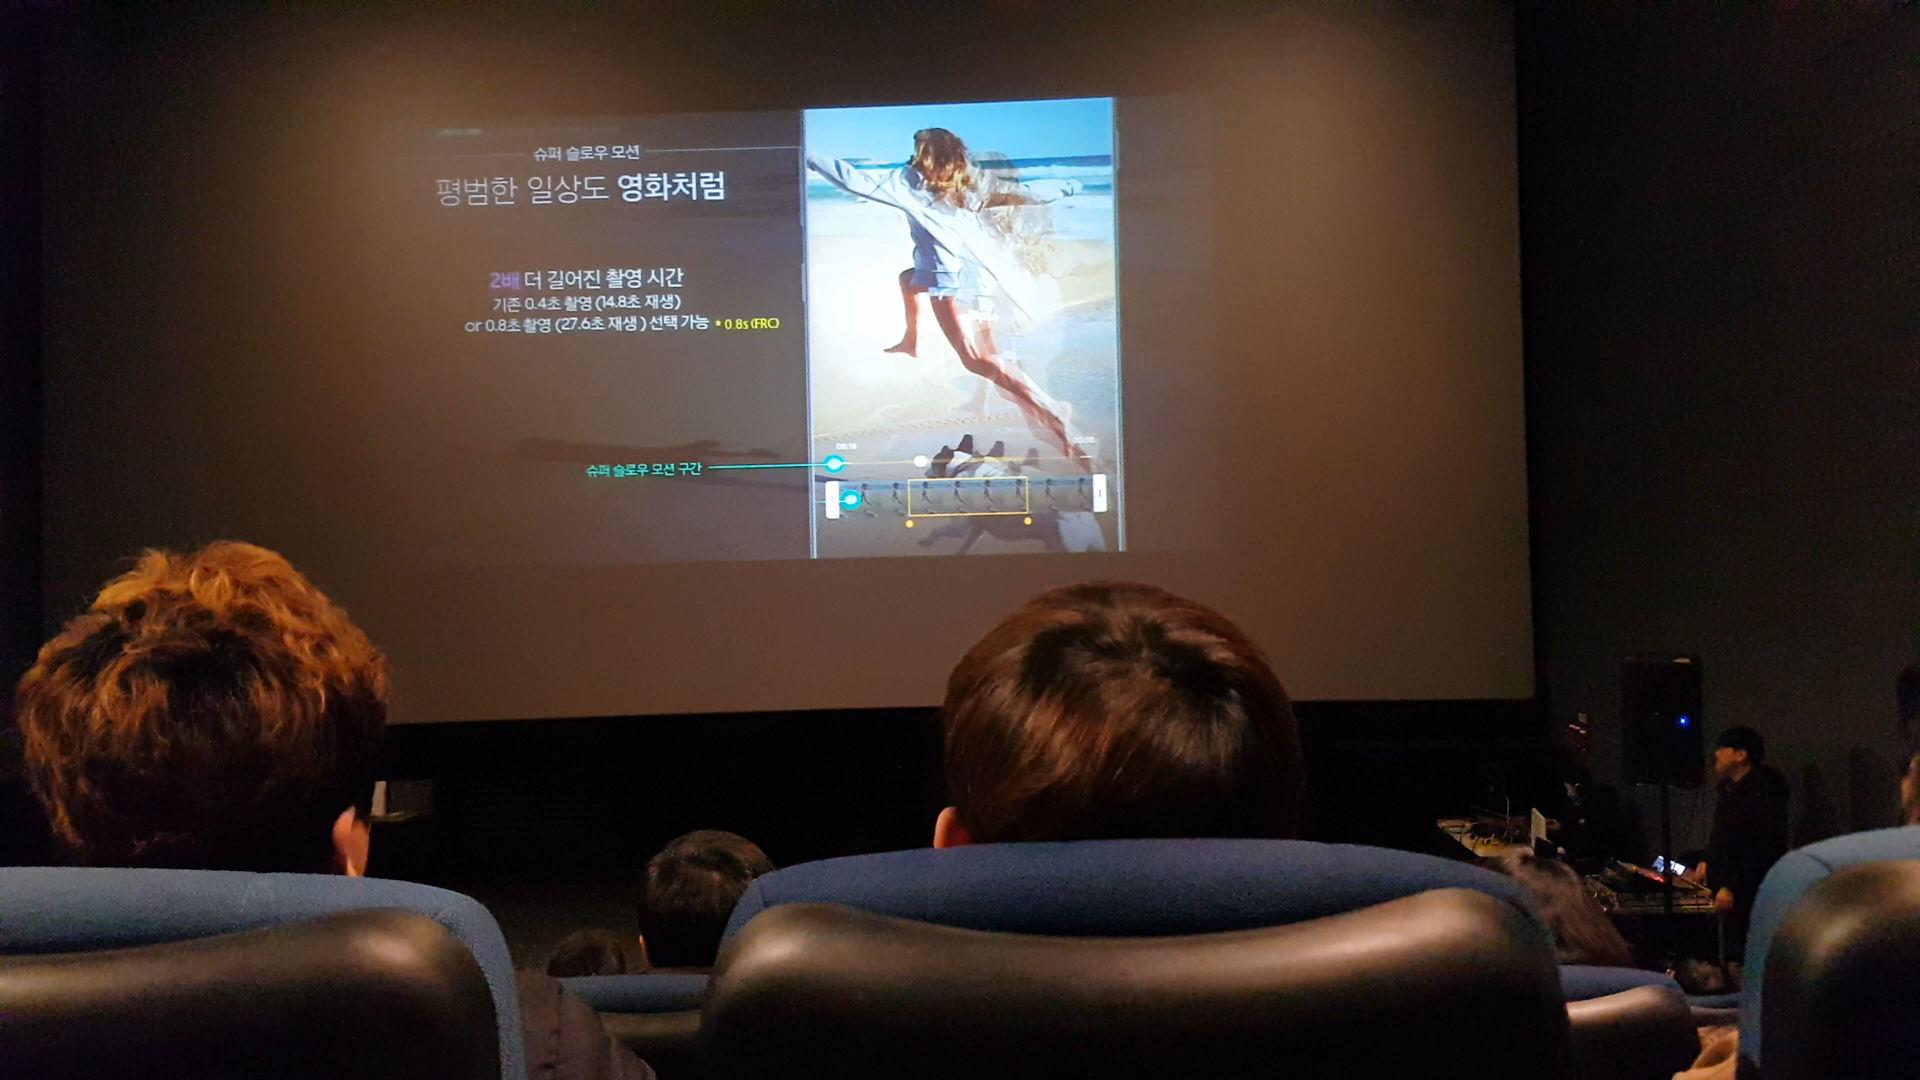 슈퍼 슬로우 모션
평범한 일상도 영화처럼
2배 더 길어진 촬영 시간
기존 0.4초 촬영 (14.8초 재생)
or 0.8초 촬영 (27.6초 재생 ) 선택 가능 * 0.8s (FRC)
00:16
슈퍼 슬로우 모션 구간